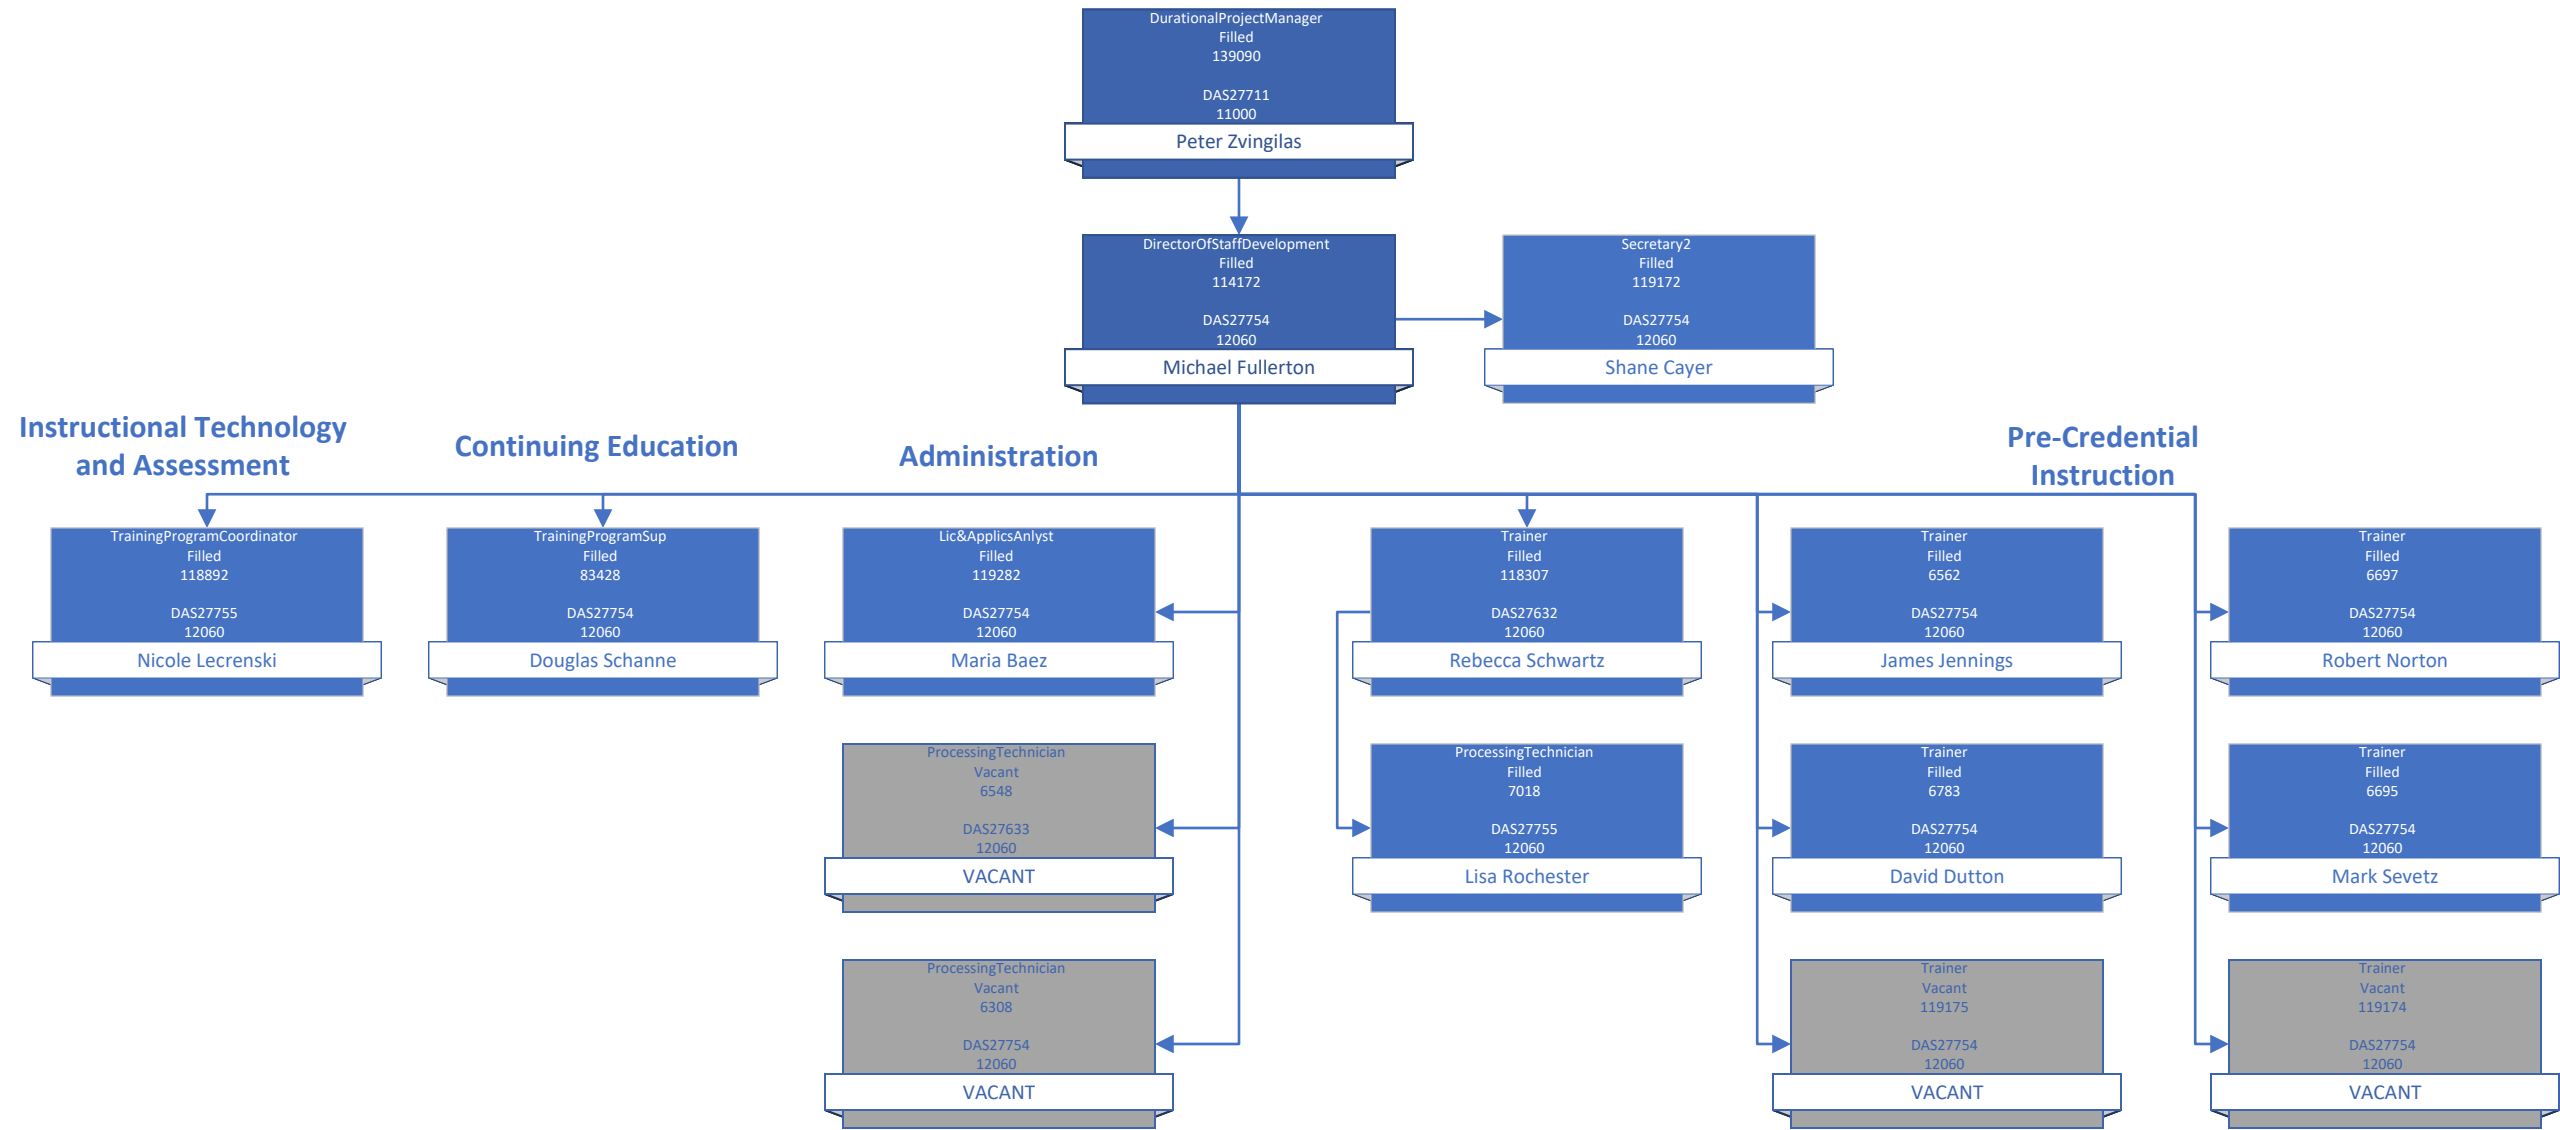 DurationalProjectManager
Filled
139090
DAS27711
11000
Peter Zvingilas
DirectorOfStaffDevelopment
Filled
114172
DAS27754
12060
Michael Fullerton
Secretary2
Filled
119172
DAS27754
12060
Shane Cayer
Instructional Technology
and Assessment
Continuing Education
Administration
Pre-Credential
Instruction
TrainingProgramCoordinator
Filled
118892
DAS27755
12060
Nicole Lecrenski
TrainingProgramSup
Filled
83428
DAS27754
12060
Douglas Schanne
Lic&ApplicsAnlyst
Filled
119282
DAS27754
12060
Maria Baez
Trainer
Filled
118307
DAS27632
12060
Rebecca Schwartz
Trainer
Filled
6562
DAS27754
12060
James Jennings
Trainer
Filled
6697
DAS27754
12060
Robert Norton
ProcessingTechnician
Vacant
6548
DAS27633
12060
VACANT
ProcessingTechnician
Filled
7018
DAS27755
12060
Lisa Rochester
Trainer
Filled
6783
DAS27754
12060
David Dutton
Trainer
Filled
6695
DAS27754
12060
Mark Sevetz
ProcessingTechnician
Vacant
6308
DAS27754
12060
VACANT
Trainer
Vacant
119175
DAS27754
12060
VACANT
Trainer
Vacant
119174
DAS27754
12060
VACANT